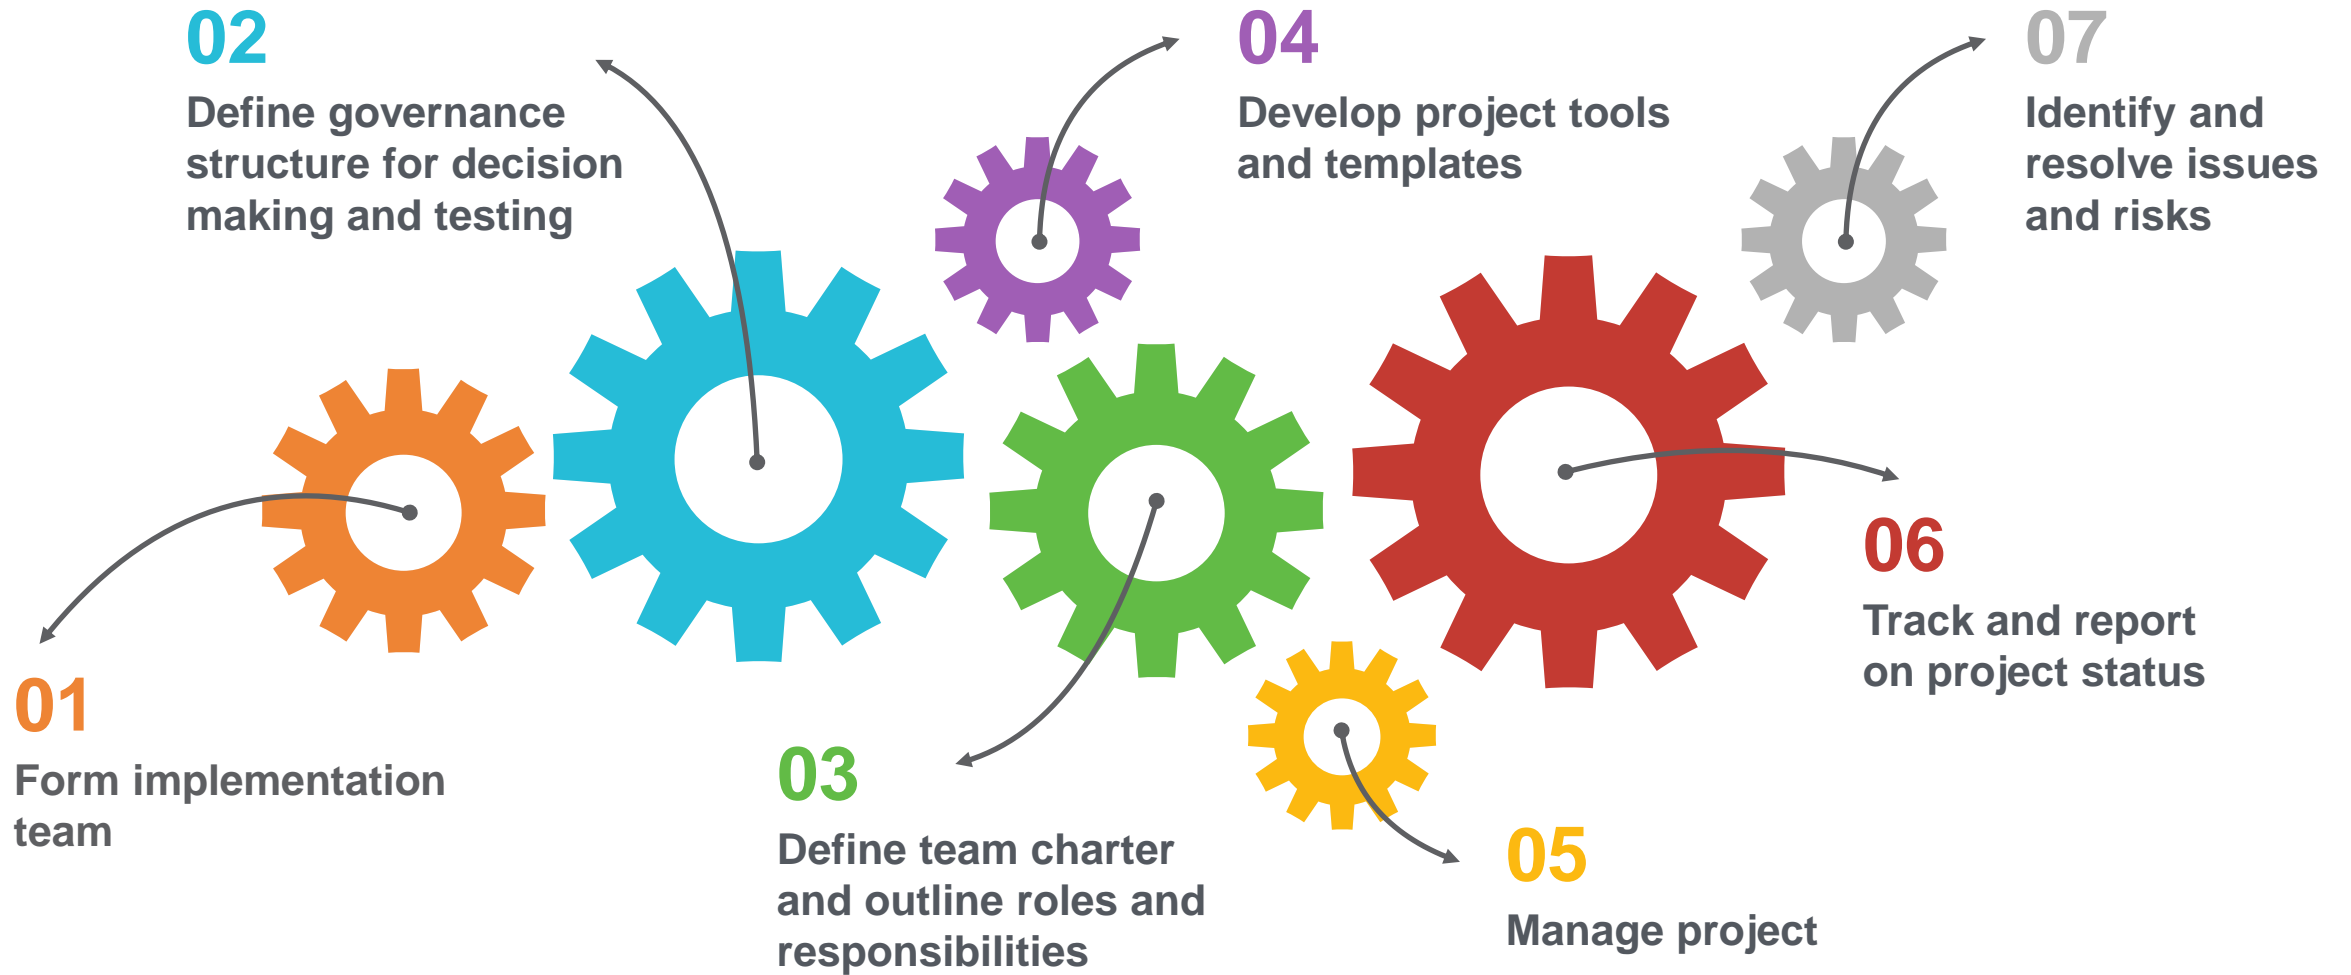 01
Form implementation
team
02
Define governance
structure for decision
making and testing
03
Define team charter
and outline roles and
responsibilities
04
Develop project tools
and templates
05
Manage project
06
Track and report
on project status
07
Identify and
resolve issues
and risks